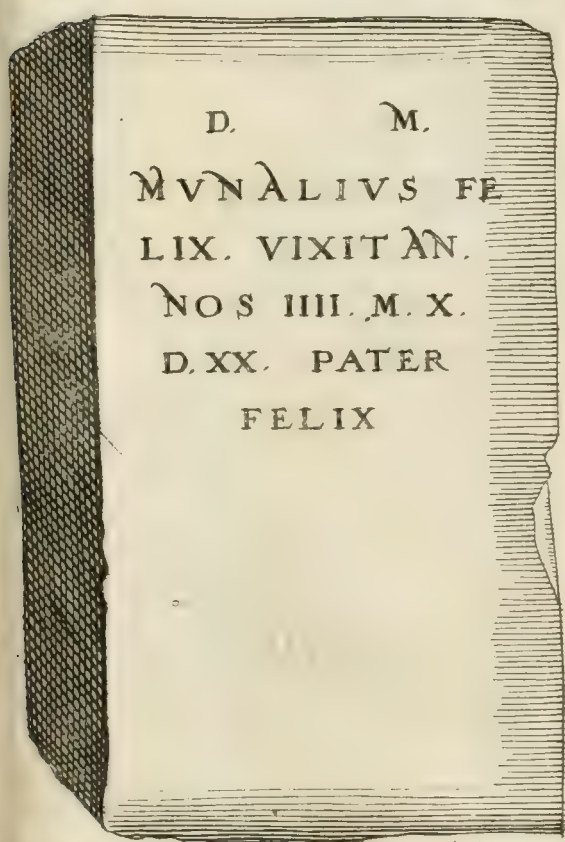 D. M.
MVNALIVS FE
LIX. VIXIT AN.
NOS IIII. M. X.
D. XX. PATER
FELIX